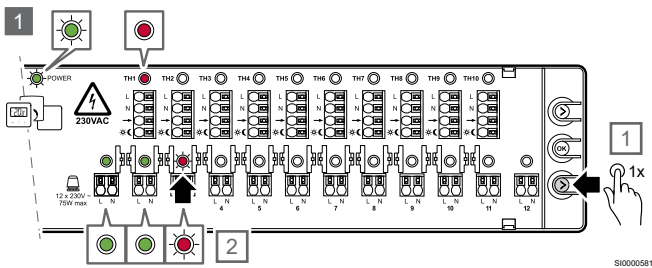 1
POWER
TH1 TH2 TH3 TH4 TH5 TH6 TH7 TH8 TH9 TH10
L L L L L L L L L L
N N N N N N N N N N
230VAC
OK
1
1x
12 x 230V ~
75W max
L N L N L N L N L N L N L N L N L N L N L N
4 5 6 7 8 9 10 11 12
2
SI0000581